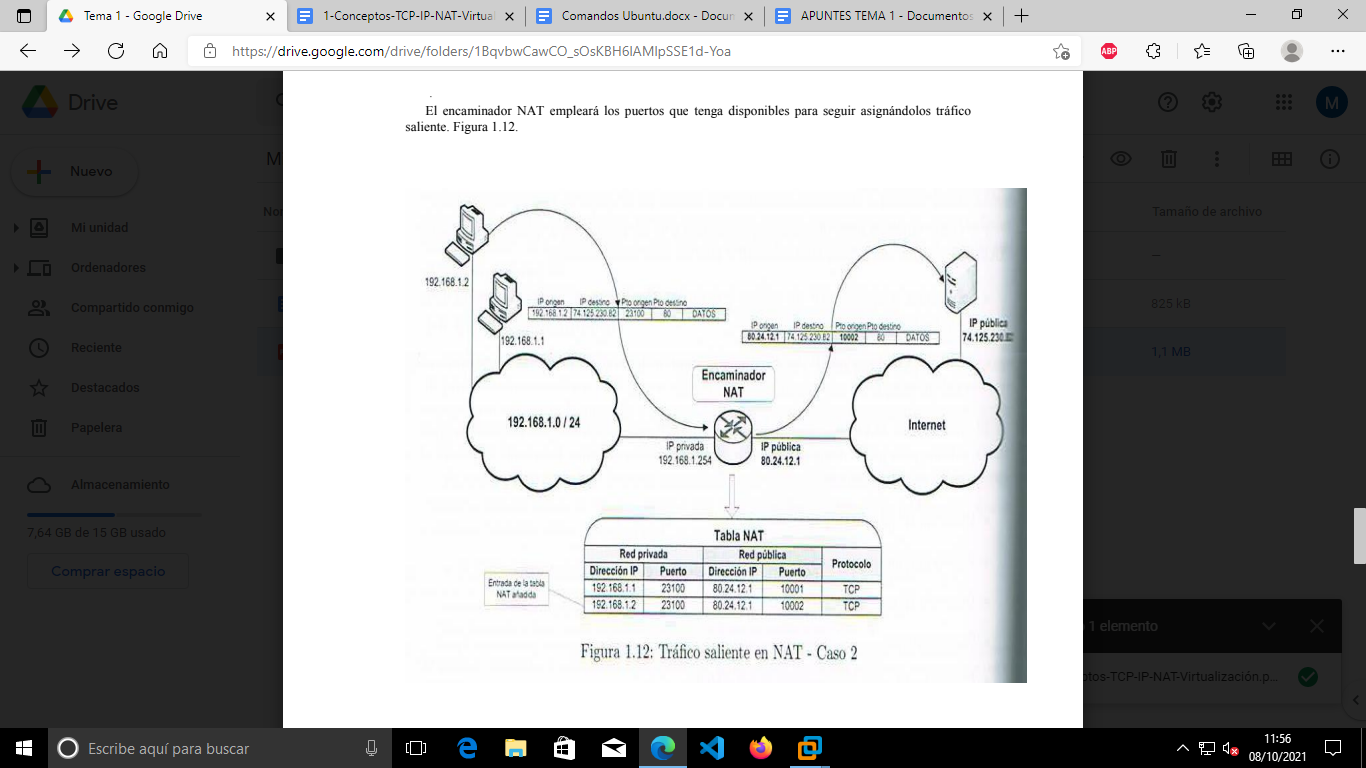 Tema 1 - Google Drive
1-Conceptos-TCP-IP-NAT-Virtual
Comandos Ubuntu.docx - Docum
APUNTES TEMA 1 - Documentos
https://drive.google.com/drive/folders/1BqvbwCawCO_sOsKBH6IAMIpSSE1d-Yoa
ABP
Drive
M
Nuevo
Mi unidad
Ordenadores
Compartido conmigo
Reciente
Destacados
Papelera
Almacenamiento
7,64 GB de 15 GB usado
Comprar espacio
Tamaño de archivo
825 kB
1,1 MB
El encaminador NAT empleará los puertos que tenga disponibles para seguir asignándolos tráfico
saliente. Figura 1.12.
192.168.1.2
192.168.1.1
IP origen IP destino Pto origen Pto destino
192.168.1.2 74.125.230.82 23100 80 DATOS
IP origen IP destino Pto origen Pto destino
80.24.12.1 74.125.230.82 10002 80 DATOS
IP pública
74.125.230.
Encaminador
NAT
192.168.1.0 / 24
Internet
IP privada
192.168.1.254
IP pública
80.24.12.1
Tabla NAT
Red privada Red pública Protocolo
Dirección IP Puerto Dirección IP Puerto
192.168.1.1 23100 80.24.12.1 10001 TCP
192.168.1.2 23100 80.24.12.1 10002 TCP
Entrada de la tabla
NAT añadida
Figura 1.12: Tráfico saliente en NAT - Caso 2
1 elemento
ptos-TCP-IP-NAT-Virtualización.p...
Escribe aquí para buscar
11:56
08/10/2021